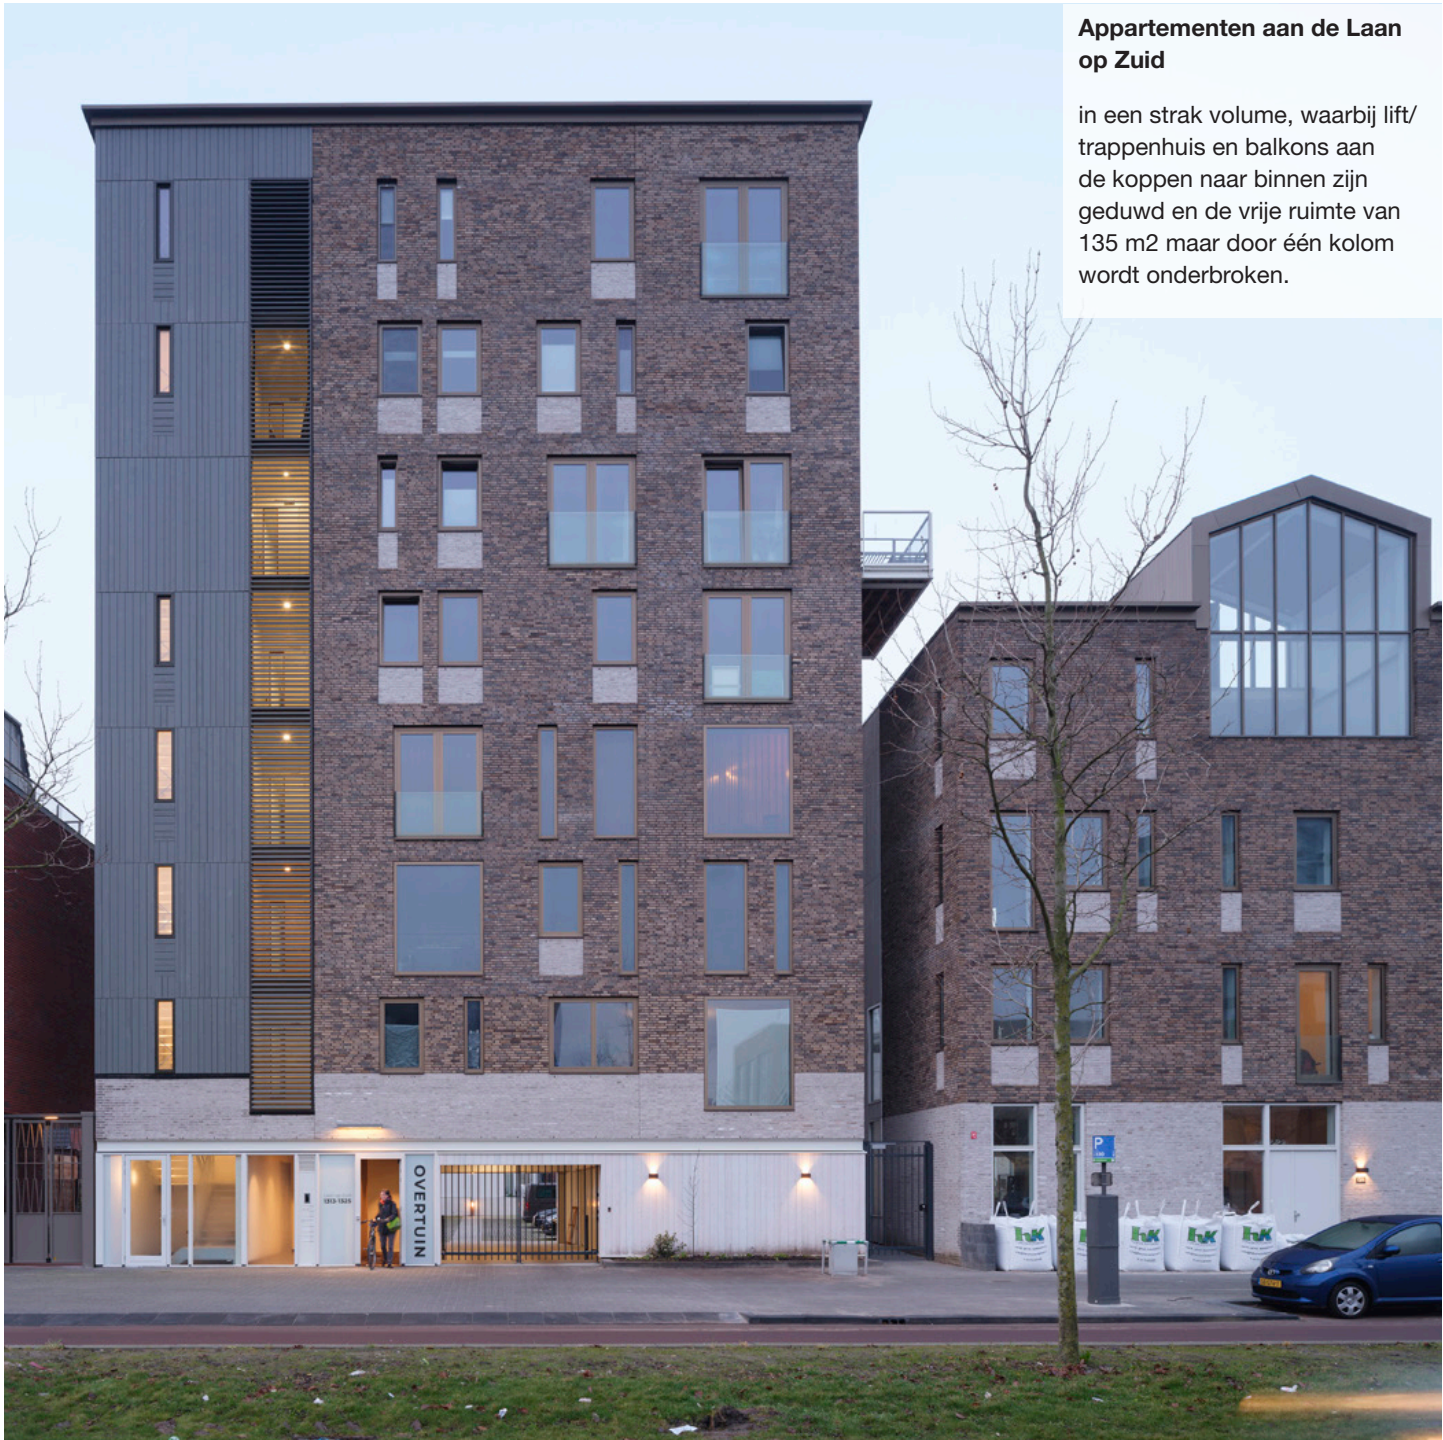 Appartementen aan de Laan
op Zuid
in een strak volume, waarbij lift/
trappenhuis en balkons aan
de koppen naar binnen zijn
geduwd en de vrije ruimte van
135 m2 maar door één kolom
wordt onderbroken.
OVERTUIN
P